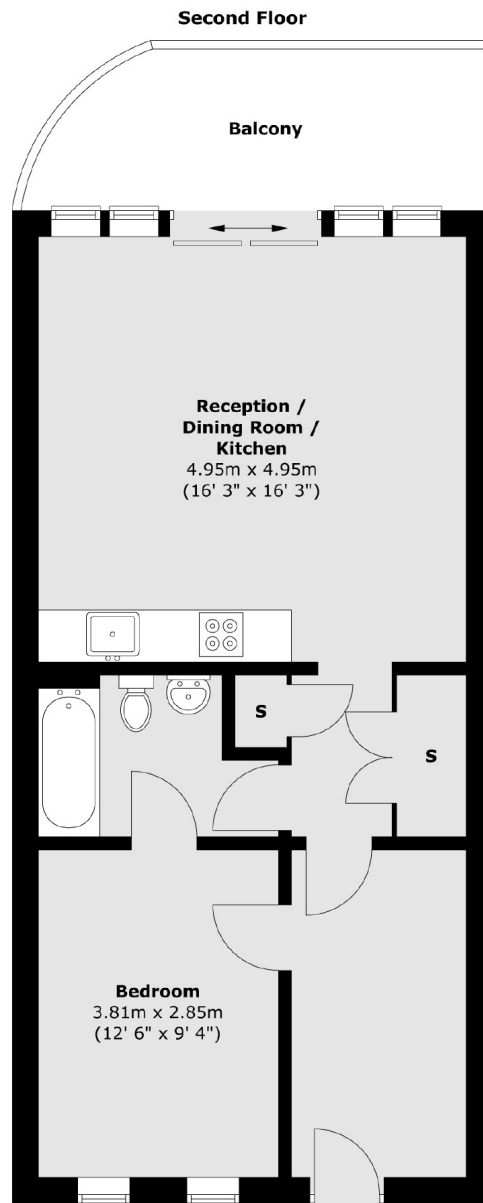 Second Floor
Balcony
Reception /
Dining Room /
Kitchen
4.95m x 4.95m
(16' 3" x 16' 3")
S
S
Bedroom
3.81m x 2.85m
(12' 6" x 9' 4")